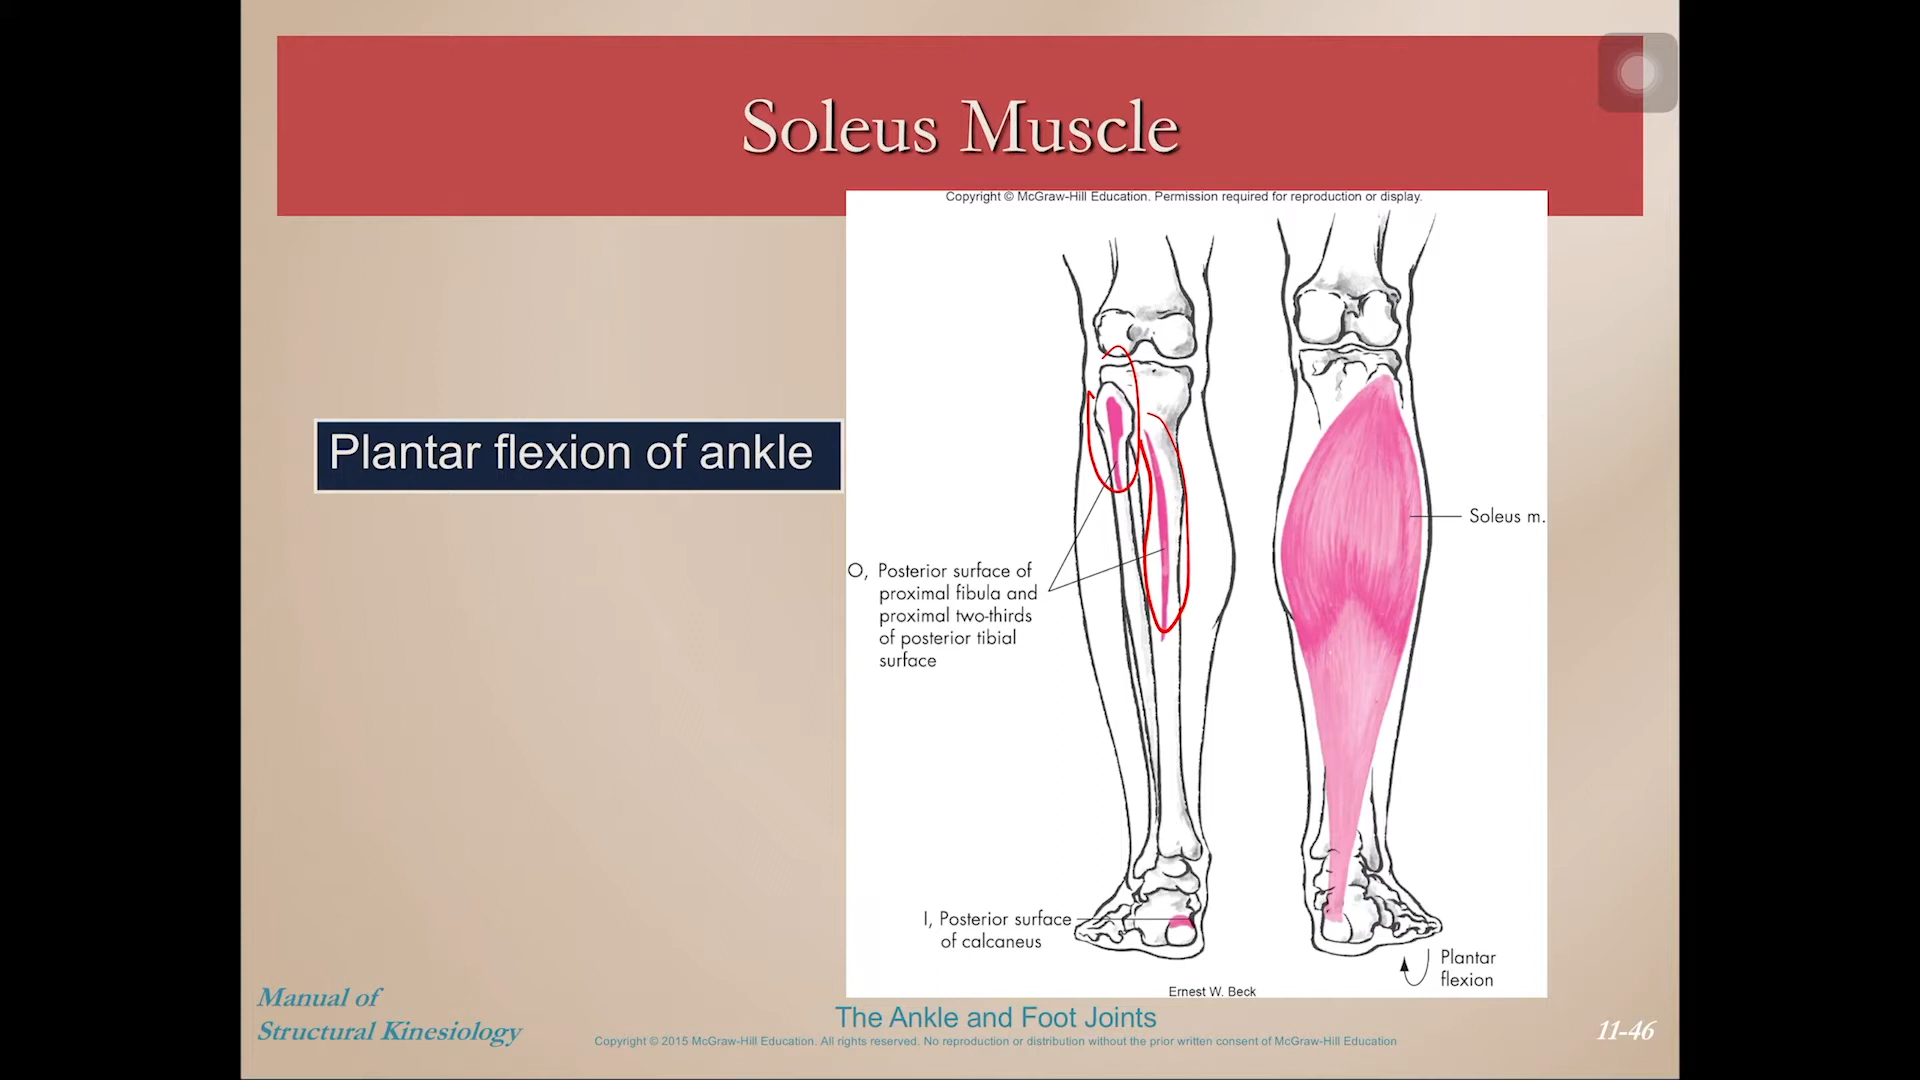 Soleus Muscle
Copyright © McGraw-Hill Education. Permission required for reproduction or display.
Plantar flexion of ankle
Soleus m.
O, Posterior surface of
proximal fibula and
proximal two-thirds
of posterior tibial
surface
I, Posterior surface
of calcaneus
Plantar
flexion
Ernest W. Beck
Manual of
Structural Kinesiology
The Ankle and Foot Joints
Copyright © 2015 McGraw-Hill Education. All rights reserved. No reproduction or distribution without the prior written consent of McGraw-Hill Education
11-46